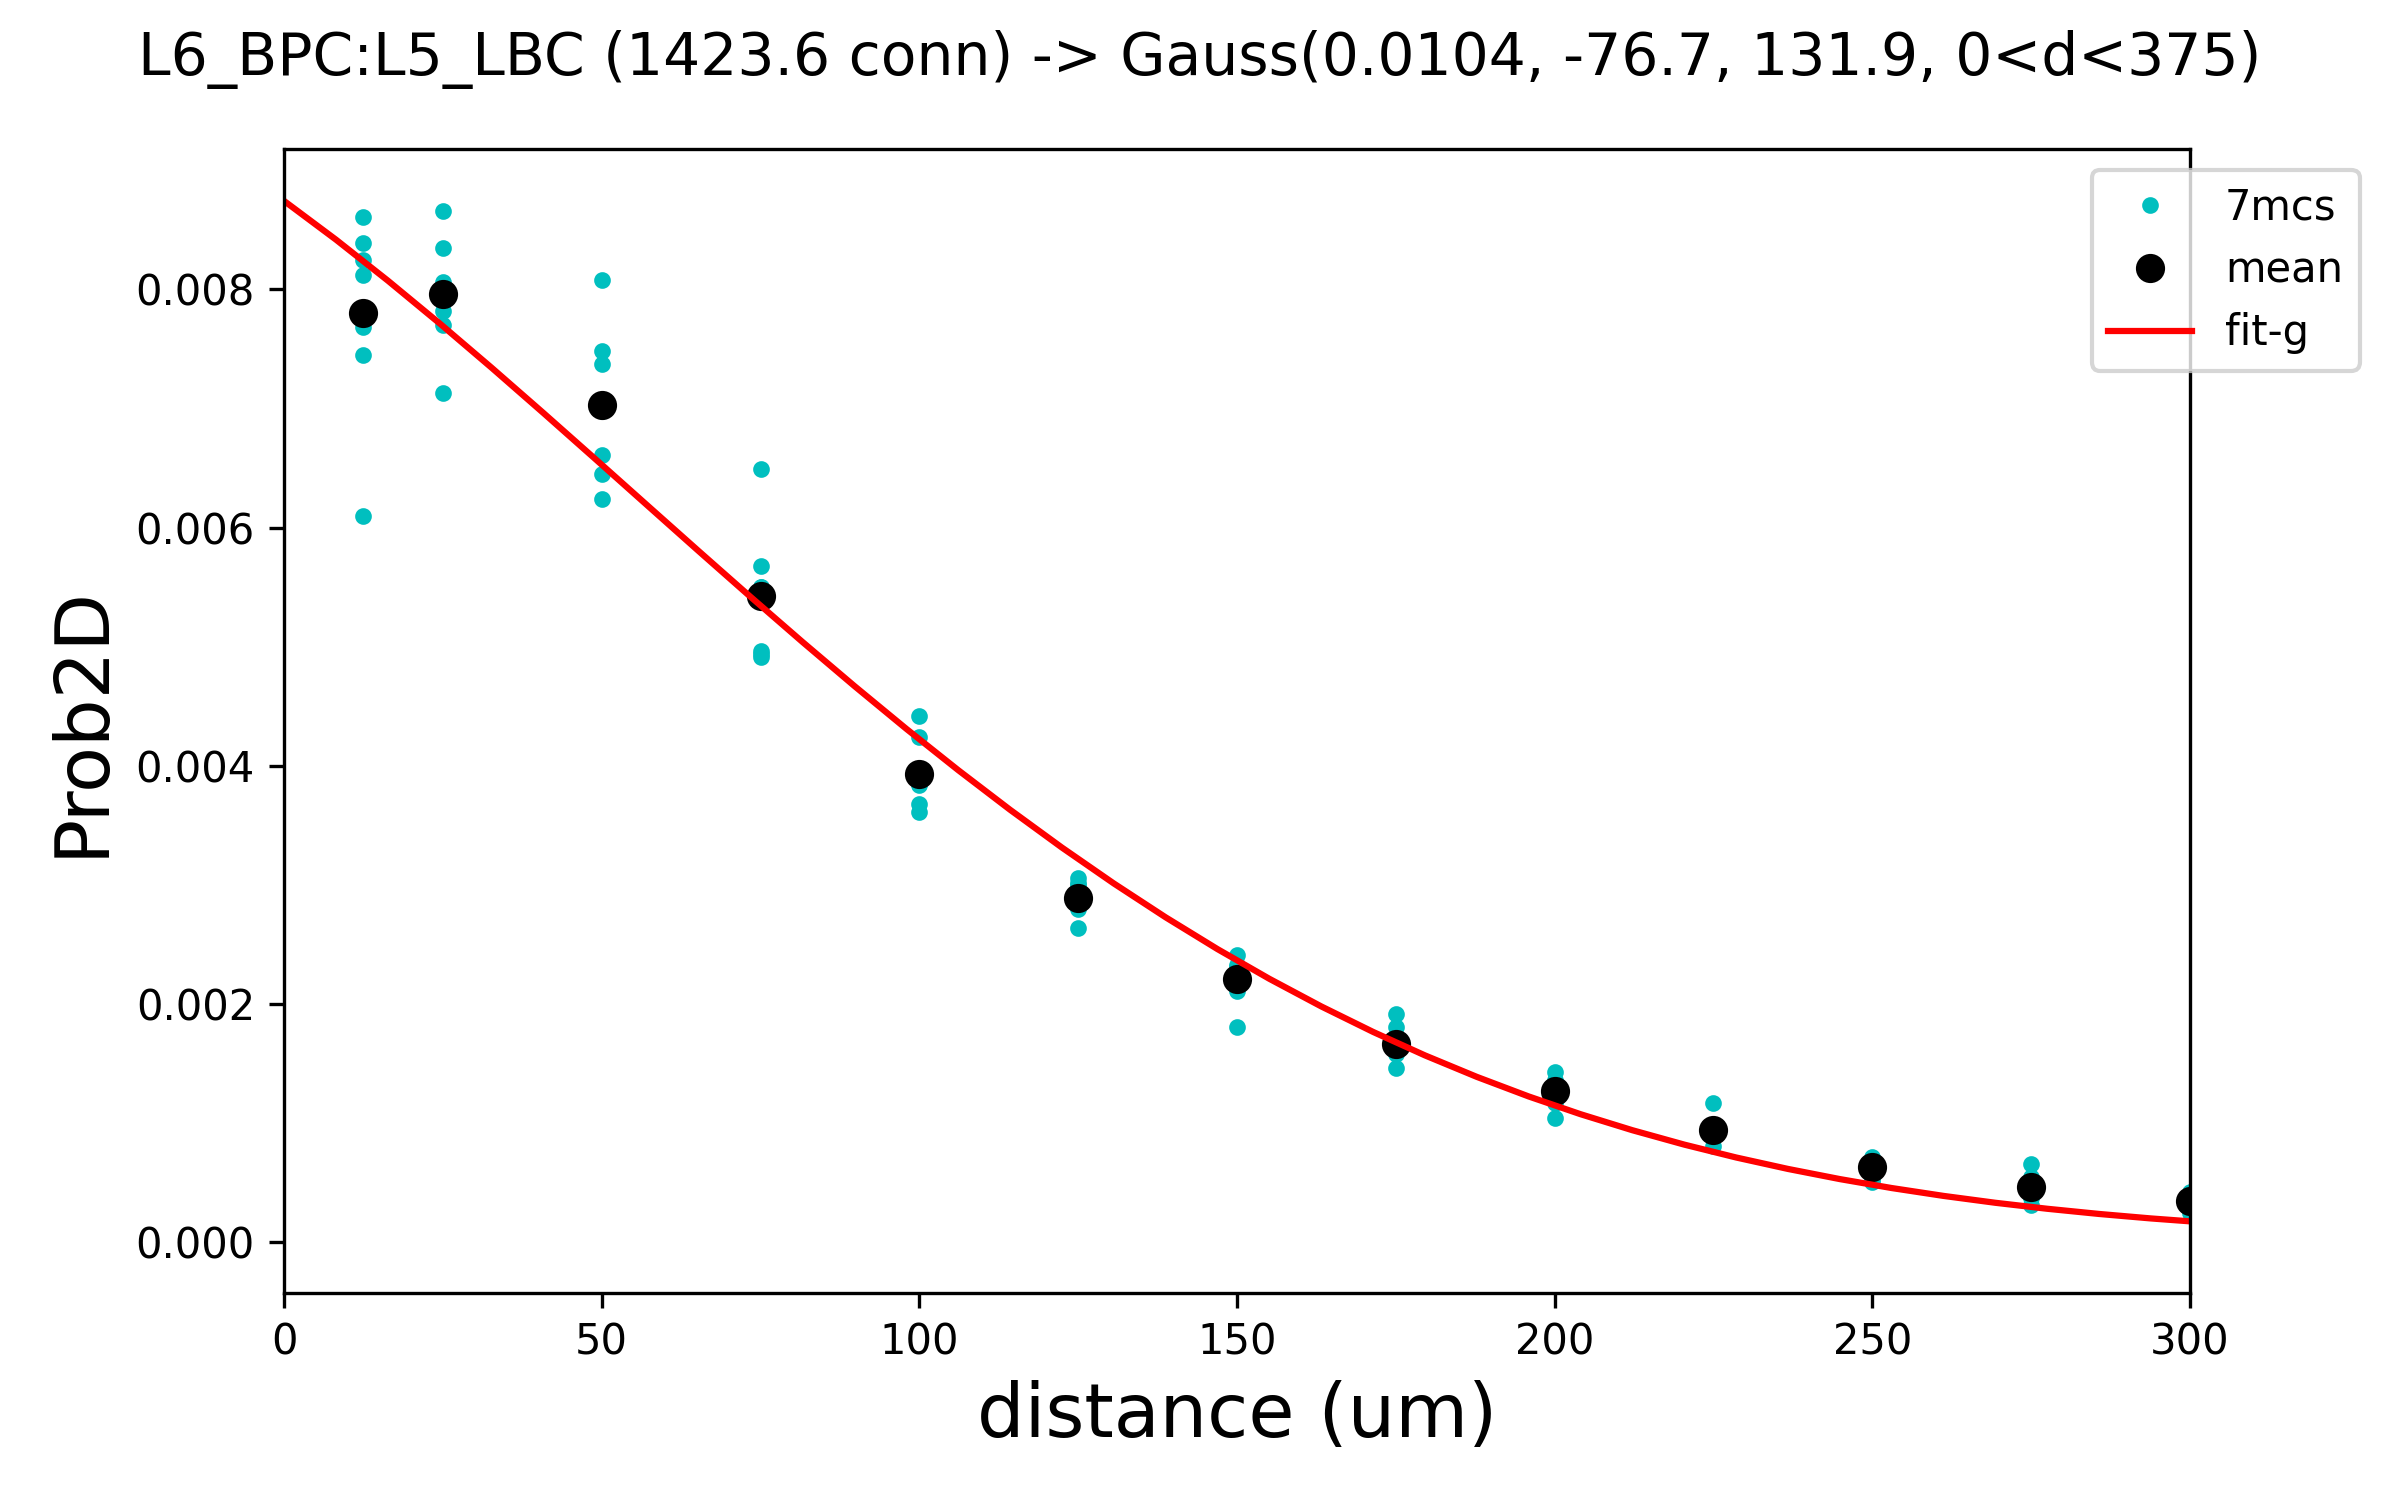 L6_BPC:L5_LBC (1423.6 conn) -> Gauss(0.0104, -76.7, 131.9, 0<d<375)
7mcs
mean
fit-g
Prob2D
0.008
0.006
0.004
0.002
0.000
0 50 100 150 200 250 300
distance (um)